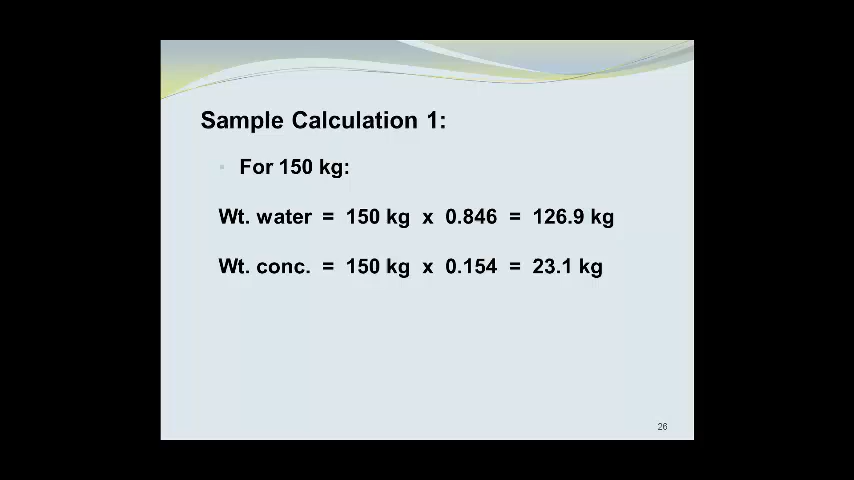 Sample Calculation 1:
For 150 kg:
Wt. water = 150 kg x 0.846 = 126.9 kg
Wt. conc. = 150 kg x 0.154 = 23.1 kg
26